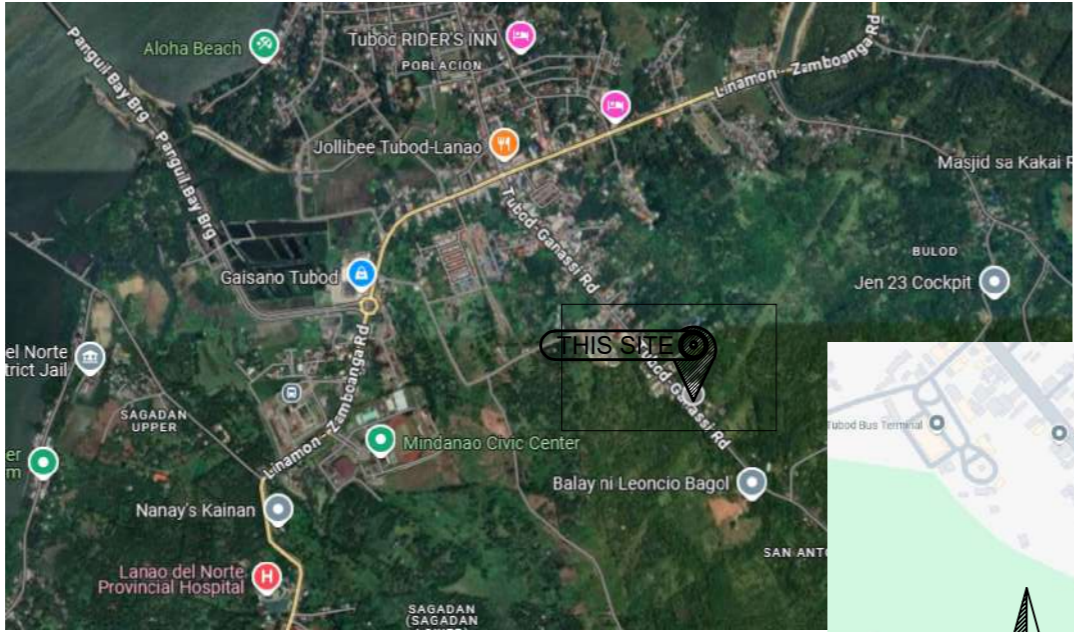 Aloha Beach
Tubod RIDER'S INN
POBLACION
Panguil Bay Brg
Panguil Bay Brg
Linamon - Zamboanga Rd
Jollibee Tubod-Lanao
Masjid sa Kakai
Tubod-Ganassi Rd
BULOD
Gaisano Tubod
Jen 23 Cockpit
THIS SITE
Tubod-Ganassi Rd
el Norte
trict Jail
SAGADAN
UPPER
Linamon - Zamboanga Rd
Mindanao Civic Center
er
m
Tubod Bus Terminal
Nanay's Kainan
Balay ni Leoncio Bagol
SAN ANT
Lanao del Norte
Provincial Hospital
H
SAGADAN
(SAGADAN